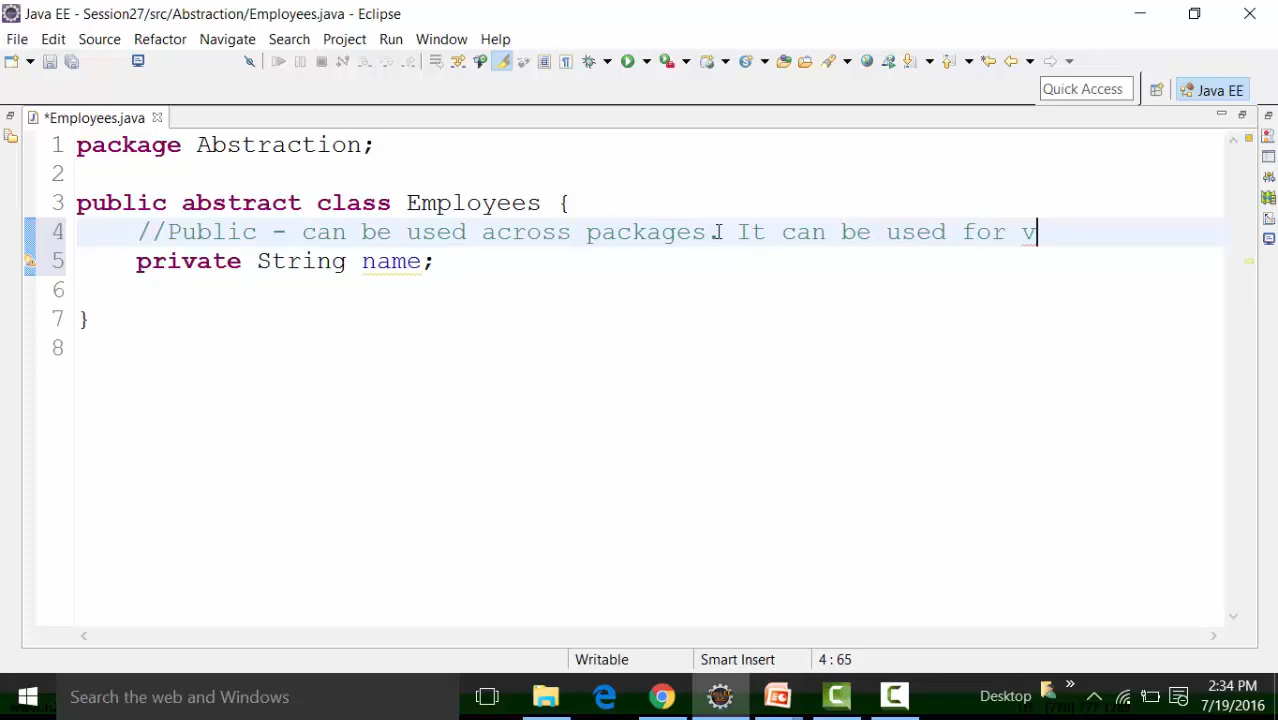 Java EE - Session27/src/Abstraction/Employees.java - Eclipse
File Edit Source Refactor Navigate Search Project Run Window Help
Quick Access
Java EE
*Employees.java
1 package Abstraction;
2
3 public abstract class Employees {
4 //Public - can be used across packages. It can be used for v
5 private String name;
6
7 }
8
Writable Smart Insert 4 : 65
Search the web and Windows
Desktop
2:34 PM
7/19/2016